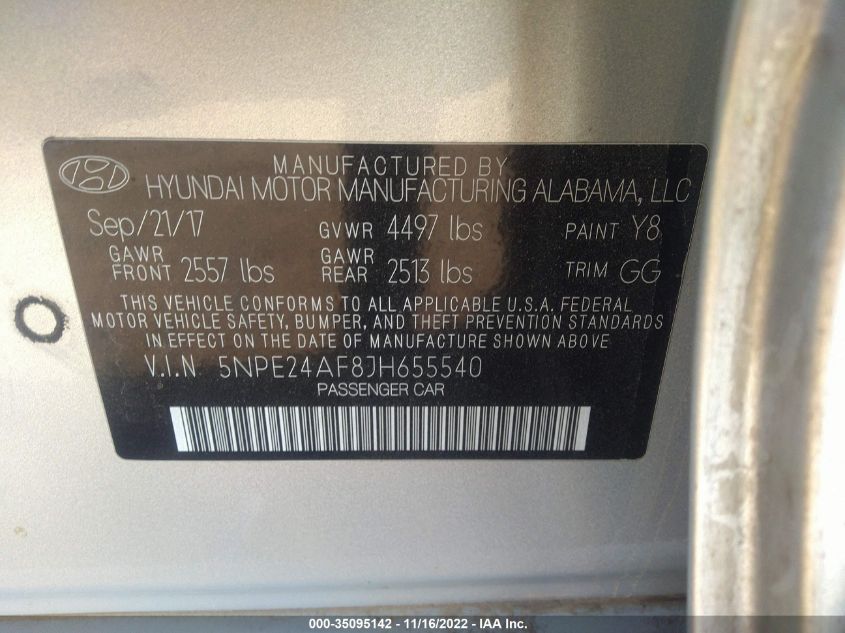 MANUFACTURED BY
HYUNDAI MOTOR MANUFACTURING ALABAMA, LLC
Sep/21/17 GVWR 4497 lbs PAINT Y8
GAWR FRONT 2557 lbs GAWR REAR 2513 lbs TRIM GG
THIS VEHICLE CONFORMS TO ALL APPLICABLE U.S.A. FEDERAL
MOTOR VEHICLE SAFETY, BUMPER, AND THEFT PREVENTION STANDARDS
IN EFFECT ON THE DATE OF MANUFACTURE SHOWN ABOVE
V.I.N. 5NPE24AF8JH655540
PASSENGER CAR
000-35095142 - 11/16/2022 - IAA Inc.